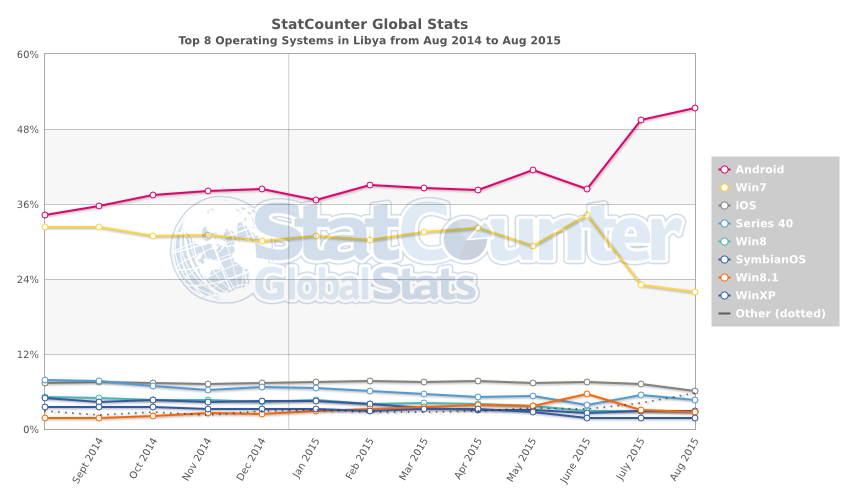 StatCounter Global Stats
Top 8 Operating Systems in Libya from Aug 2014 to Aug 2015
60%
48%
36%
24%
12%
0%
StatCounter
GlobalStats
Android
Win7
iOS
Series 40
Win8
SymbianOS
Win8.1
WinXP
Other (dotted)
Sept 2014
Oct 2014
Nov 2014
Dec 2014
Jan 2015
Feb 2015
Mar 2015
Apr 2015
May 2015
June 2015
July 2015
Aug 2015